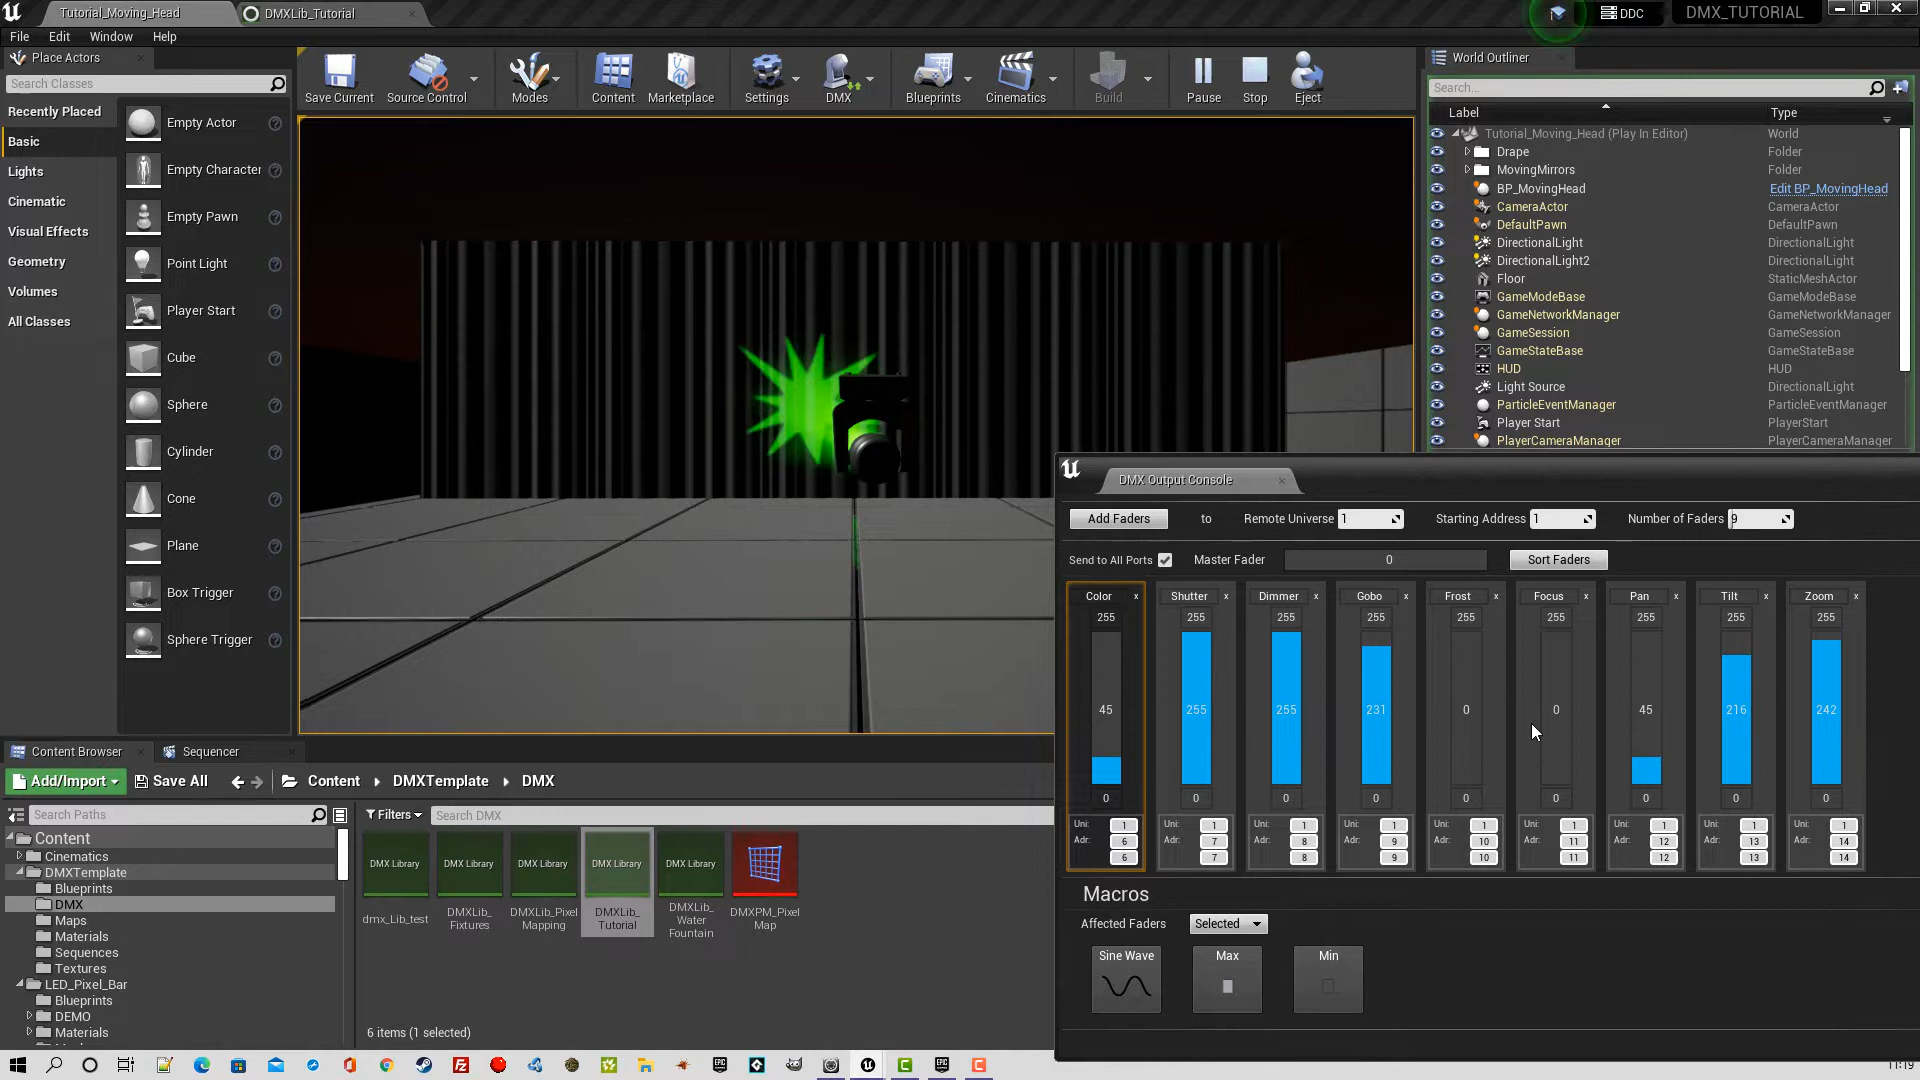 Tutorial_Moving_Head
DMXLib_Tutorial
DDC
DMX_TUTORIAL
File
Edit
Window
Help
Place Actors
Search Classes
Recently Placed
Basic
Lights
Cinematic
Visual Effects
Geometry
Volumes
All Classes
Empty Actor
Empty Character
Empty Pawn
Point Light
Player Start
Cube
Sphere
Cylinder
Cone
Plane
Box Trigger
Sphere Trigger
Save Current
Source Control
Modes
Content
Marketplace
Settings
DMX
Blueprints
Cinematics
Build
Pause
Stop
Eject
World Outliner
Search...
Label
Type
Tutorial_Moving_Head (Play In Editor)
World
Drape
Folder
MovingMirrors
Folder
BP_MovingHead
Edit BP_MovingHead
CameraActor
CameraActor
DefaultPawn
DefaultPawn
DirectionalLight
DirectionalLight
DirectionalLight2
DirectionalLight
Floor
StaticMeshActor
GameModeBase
GameModeBase
GameNetworkManager
GameNetworkManager
GameSession
GameSession
GameStateBase
GameStateBase
HUD
HUD
Light Source
DirectionalLight
ParticleEventManager
ParticleEventManager
Player Start
PlayerStart
PlayerCameraManager
PlayerCameraManager
DMX Output Console
Add Faders
to
Remote Universe
1
Starting Address
1
Number of Faders
9
Send to All Ports
Master Fader
0
Sort Faders
Color x
Shutter x
Dimmer x
Gobo x
Frost x
Focus x
Pan x
Tilt x
Zoom x
255 255 255 255 255 255 255 255 255
45 255 255 231 0 0 45 216 242
0 0 0 0 0 0 0 0 0
Uni: 1 Uni: 1 Uni: 1 Uni: 1 Uni: 1 Uni: 1 Uni: 1 Uni: 1 Uni: 1
Adr: 6 Adr: 7 Adr: 8 Adr: 9 Adr: 10 Adr: 11 Adr: 12 Adr: 13 Adr: 14
6 7 8 9 10 11 12 13 14
Macros
Affected Faders
Selected
Sine Wave
Max
Min
Content Browser
Sequencer
Add/Import
Save All
Content
DMXTemplate
DMX
Search Paths
Filters
Search DMX
Content
Cinematics
DMXTemplate
Blueprints
DMX
Maps
Materials
Sequences
Textures
LED_Pixel_Bar
Blueprints
DEMO
Materials
DMX Library
DMX Library
DMX Library
DMX Library
DMX Library
dmx_Lib_test
DMXLib_
Fixtures
DMXLib_Pixel
Mapping
DMXLib_
Tutorial
DMXLib_
Water
Fountain
DMXPM_Pixel
Map
6 items (1 selected)
11:19